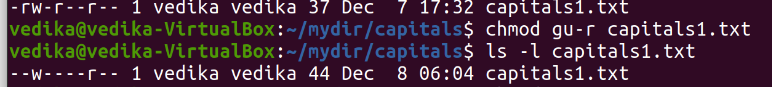 -rw-r--r-- 1 vedika vedika 37 Dec  7 17:32 capitals1.txt
vedika@vedika-VirtualBox:~/mydir/capitals$ chmod gu-r capitals1.txt
vedika@vedika-VirtualBox:~/mydir/capitals$ ls -l capitals1.txt
--w----r-- 1 vedika vedika 44 Dec  8 06:04 capitals1.txt